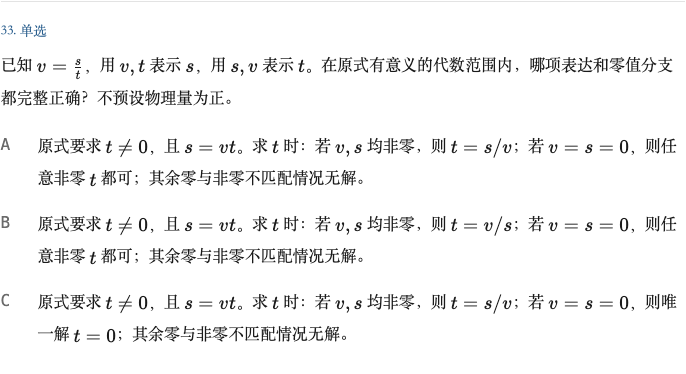 33. 单选
已知 v = s/t，用 v, t 表示 s，用 s, v 表示 t。在原式有意义的代数范围内，哪项表达和零值分支
都完整正确？不预设物理量为正。
A 原式要求 t ≠ 0，且 s = vt。求 t 时：若 v, s 均非零，则 t = s/v；若 v = s = 0，则任
意非零 t 都可；其余零与非零不匹配情况无解。
B 原式要求 t ≠ 0，且 s = vt。求 t 时：若 v, s 均非零，则 t = v/s；若 v = s = 0，则任
意非零 t 都可；其余零与非零不匹配情况无解。
C 原式要求 t ≠ 0，且 s = vt。求 t 时：若 v, s 均非零，则 t = s/v；若 v = s = 0，则唯
一解 t = 0；其余零与非零不匹配情况无解。